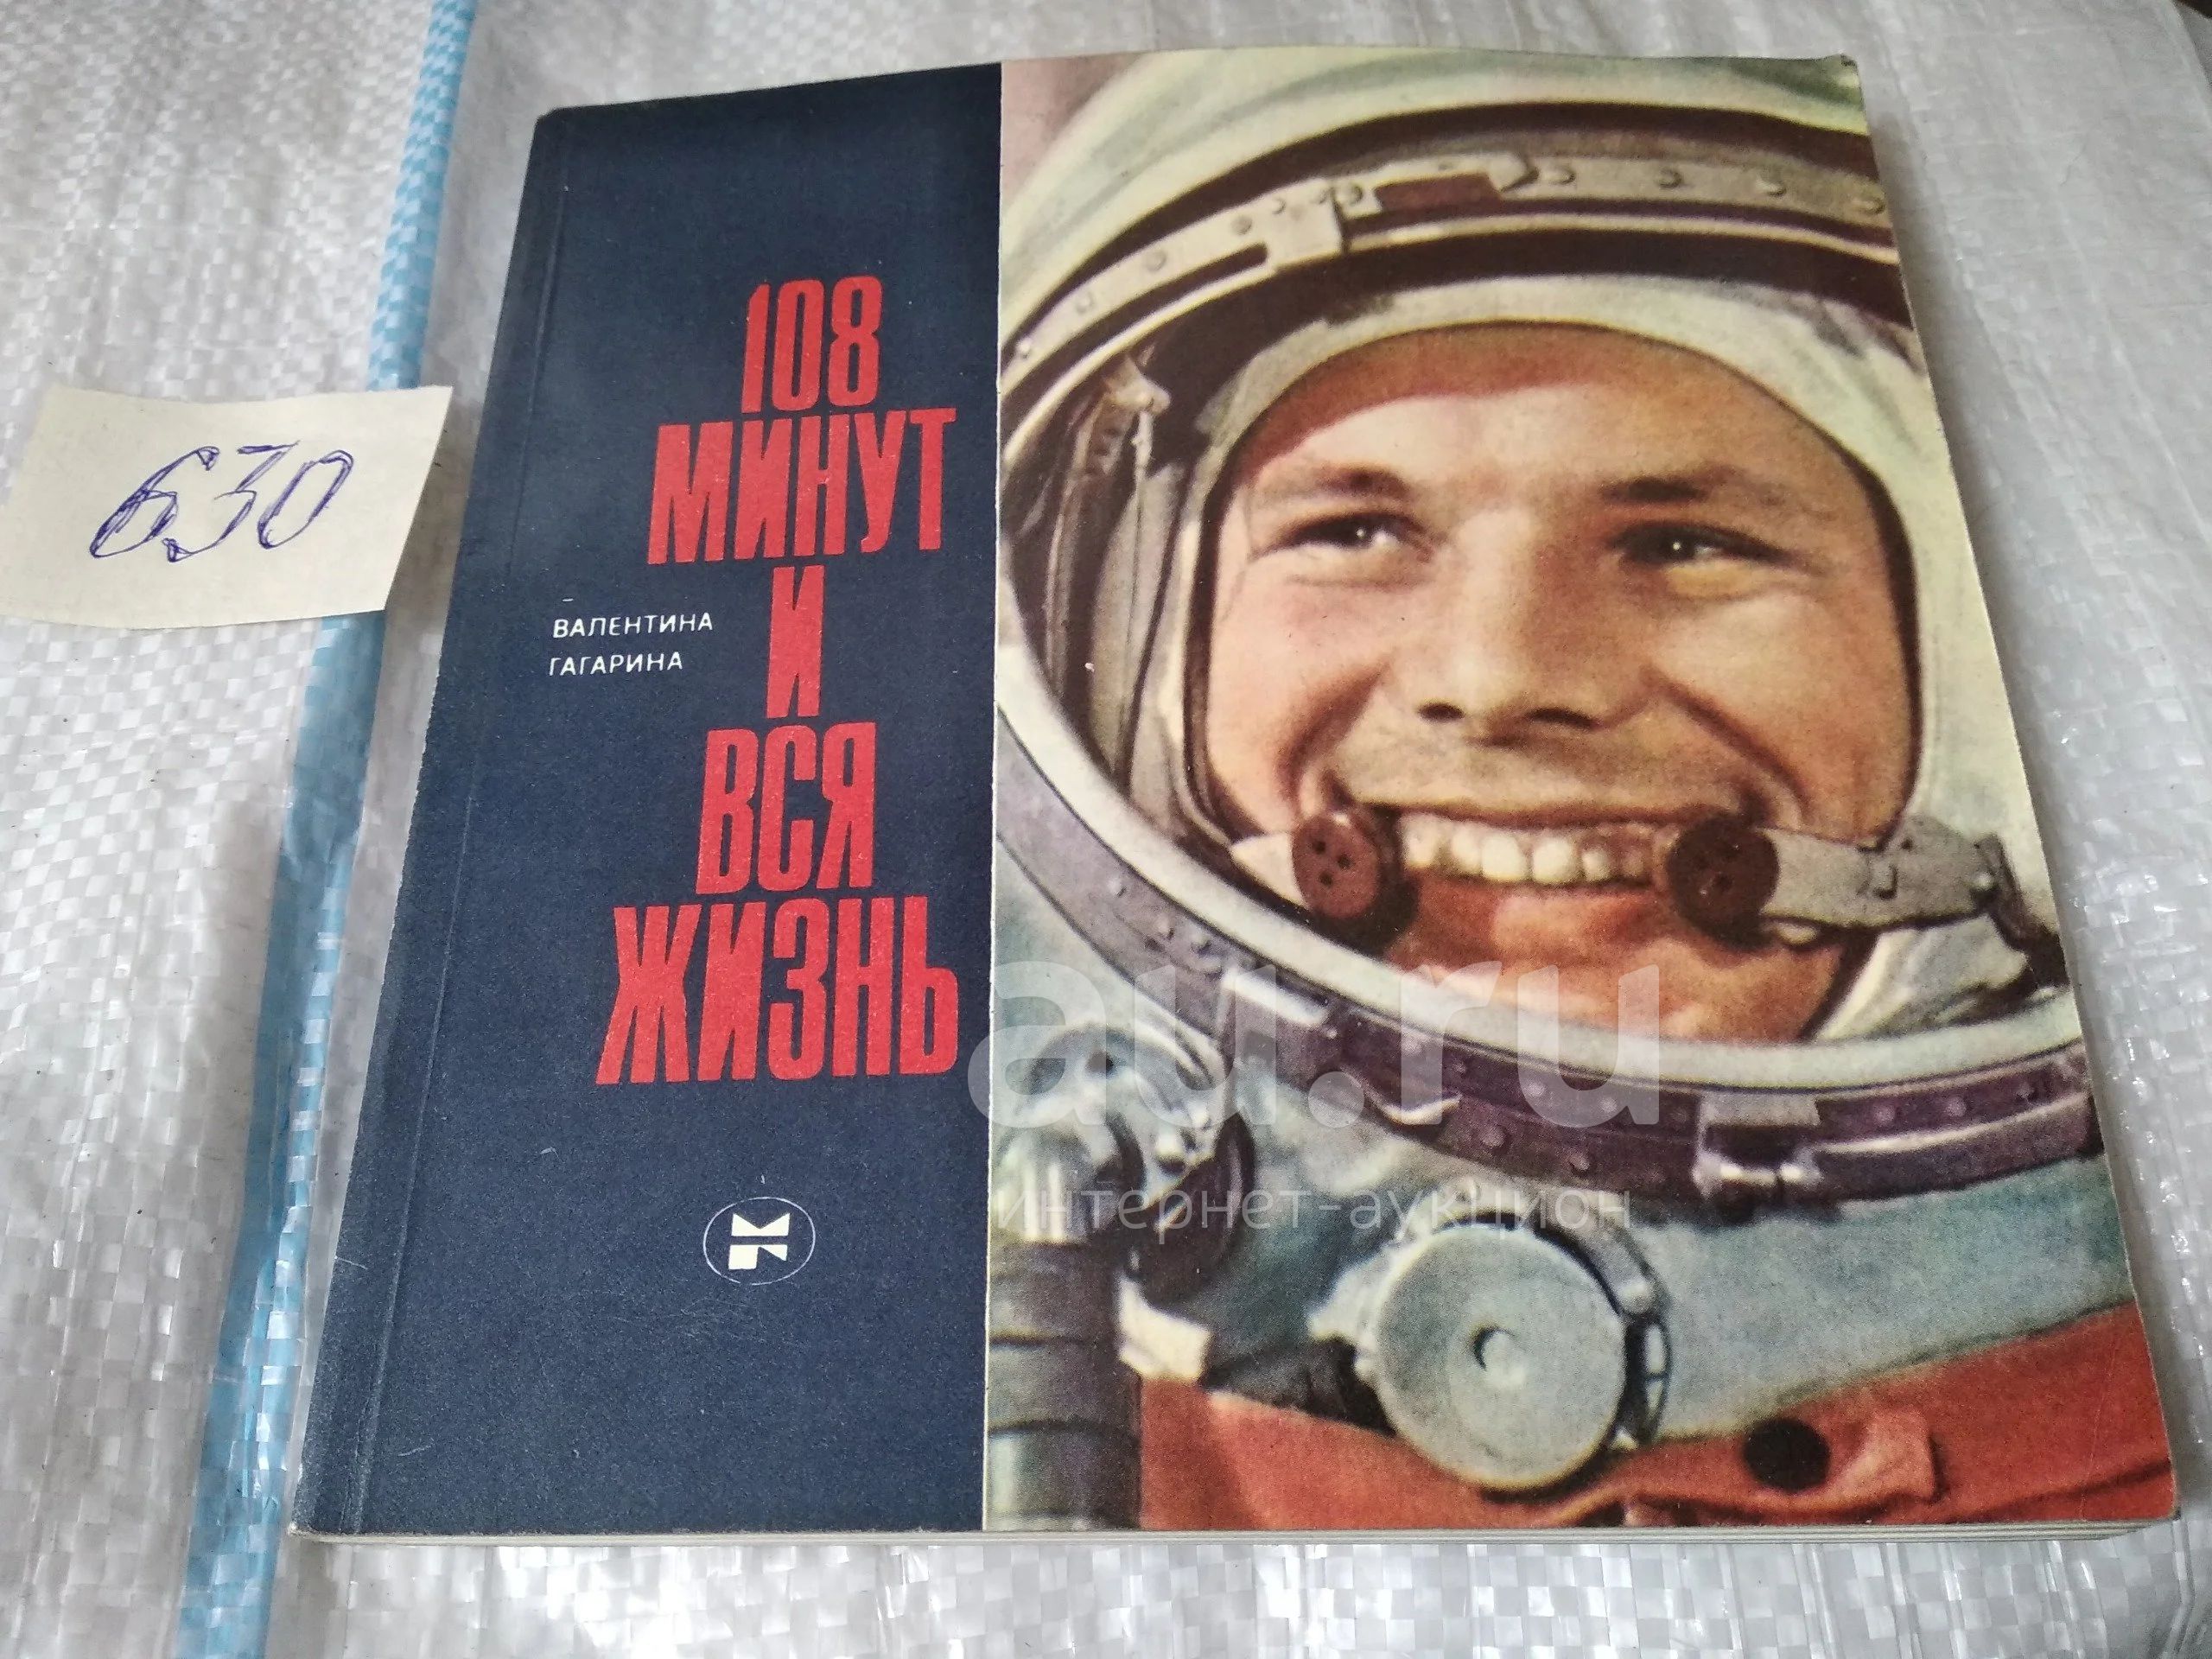 630
108
МИНУТ
И
ВСЯ
ЖИЗНЬ
ВАЛЕНТИНА
ГАГАРИНА
au.ru
интернет-аукцион